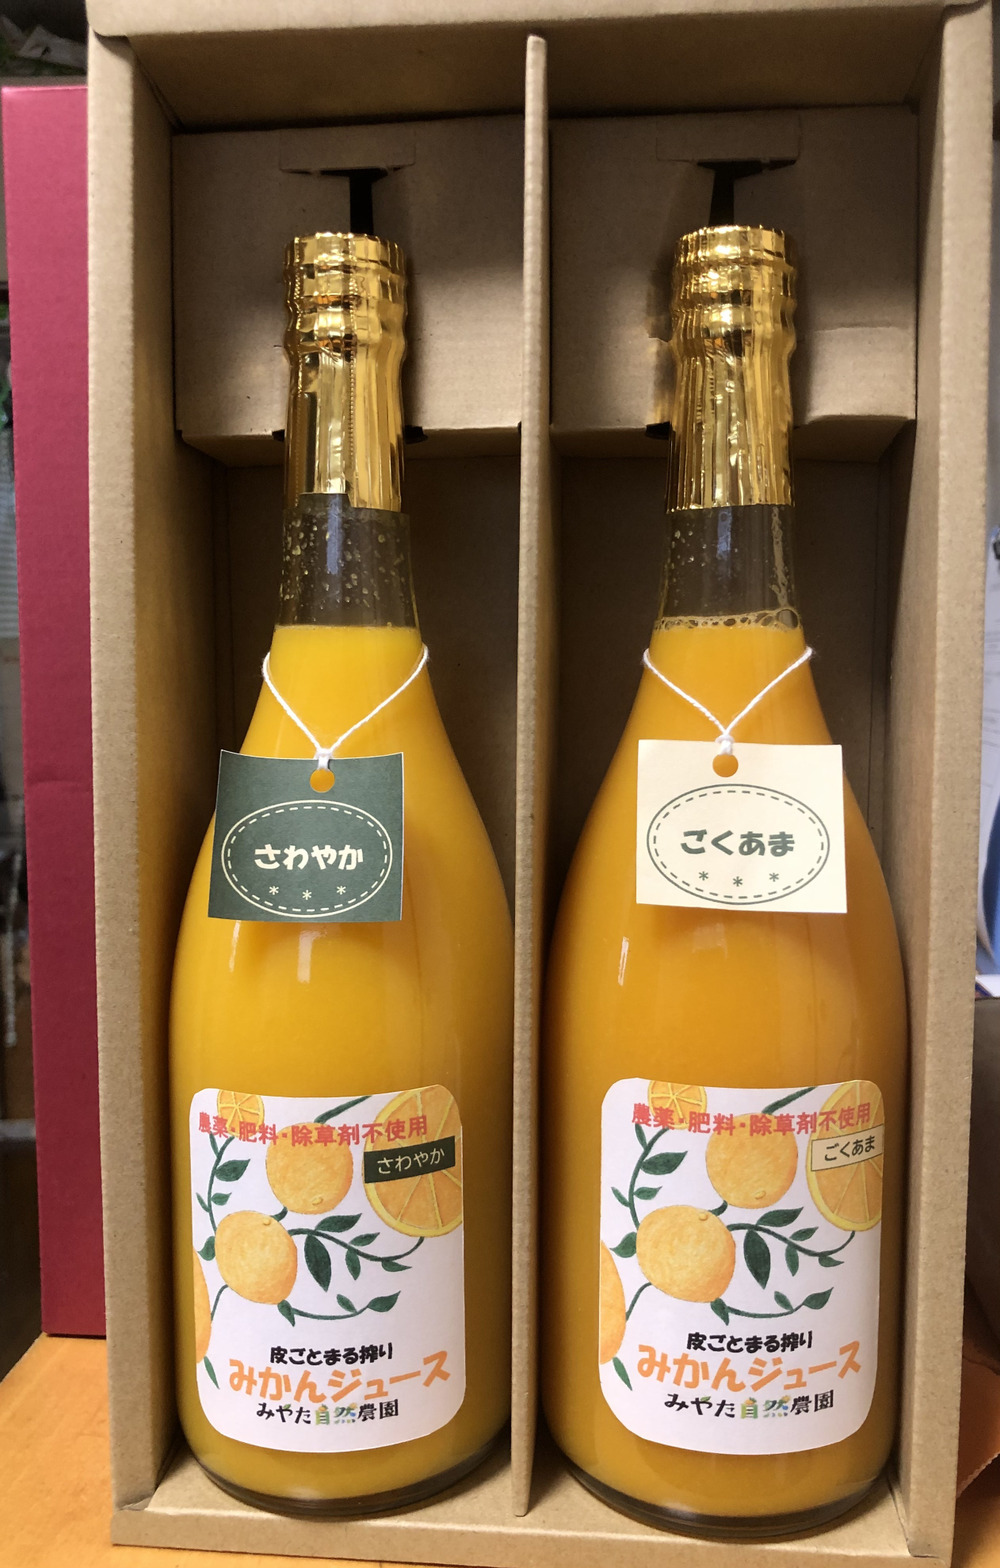 さわやか
***
農薬・肥料・除草剤不使用
さわやか
皮ごとまる搾り
みかんジュース
みやた自然農園
こくあま
***
農薬・肥料・除草剤不使用
こくあま
皮ごとまる搾り
みかんジュース
みやた自然農園